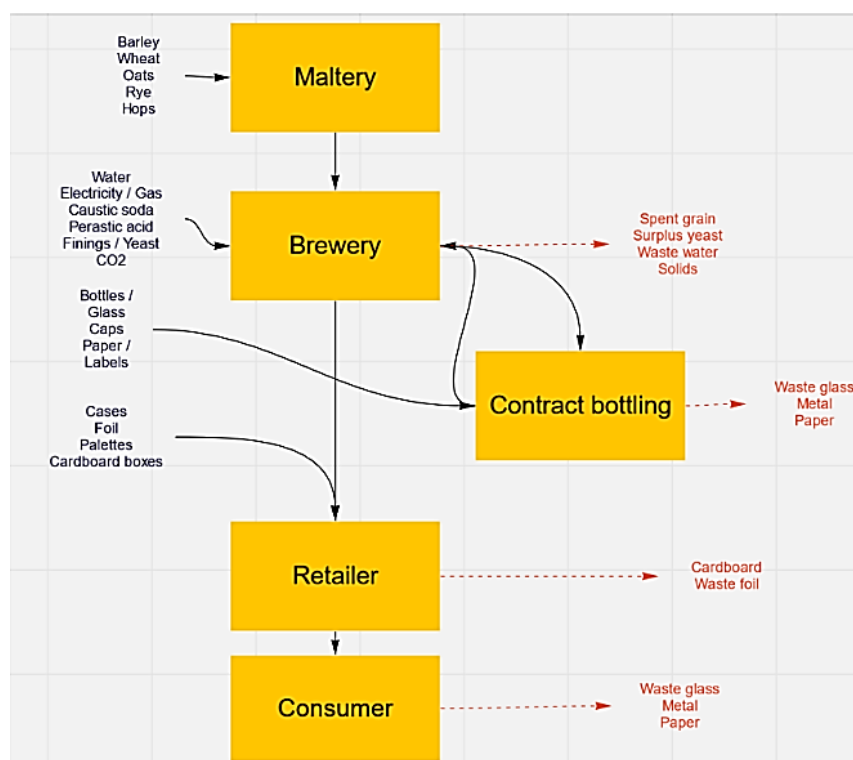 Barley
Wheat
Oats
Rye
Hops
Maltery
Water
Electricity / Gas
Caustic soda
Perastic acid
Finings / Yeast
CO2
Brewery
Spent grain
Surplus yeast
Waste water
Solids
Bottles /
Glass
Caps
Paper /
Labels
Contract bottling
Waste glass
Metal
Paper
Cases
Foil
Palettes
Cardboard boxes
Retailer
Cardboard
Waste foil
Consumer
Waste glass
Metal
Paper